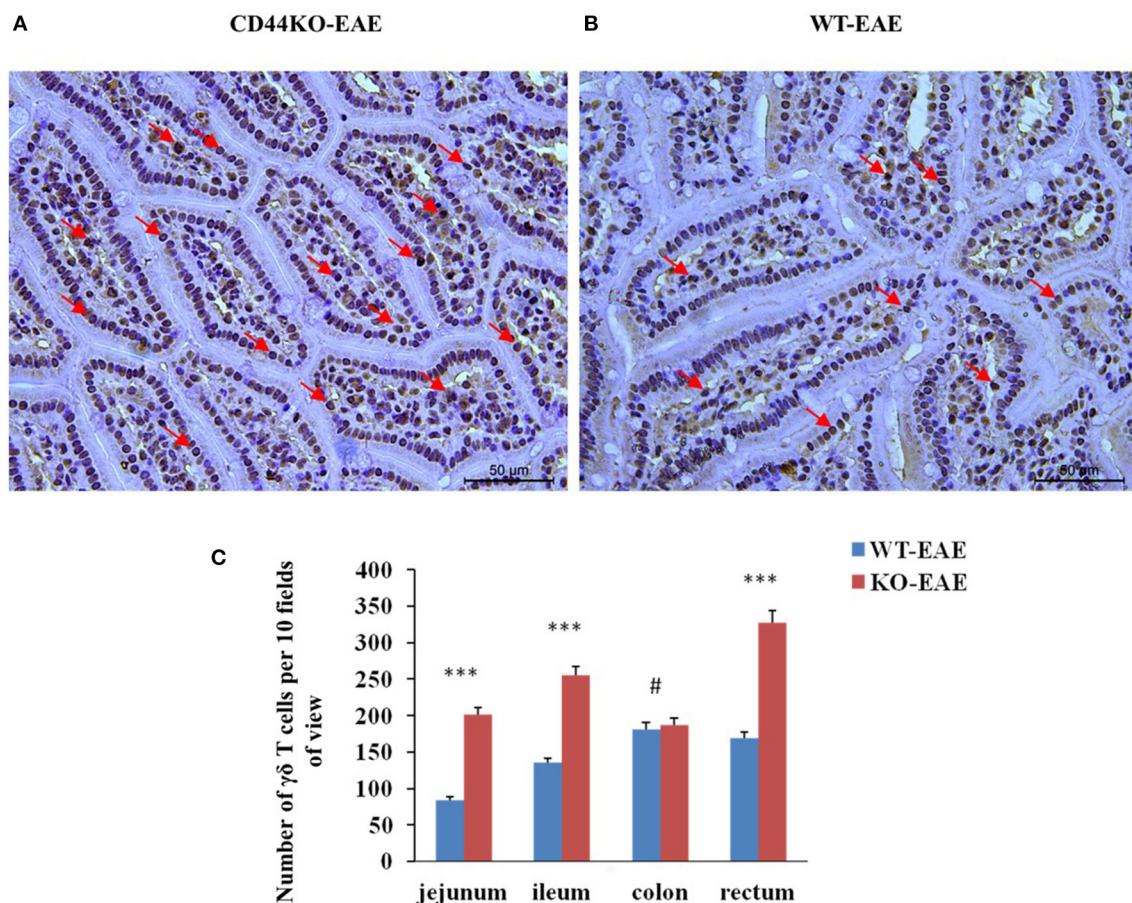 A
CD44KO-EAE
B
WT-EAE
50 µm
50 µm
C
WT-EAE
KO-EAE
Number of γδ T cells per 10 fields
of view
400
350
300
250
200
150
100
50
0
***
***
#
***
jejunum
ileum
colon
rectum